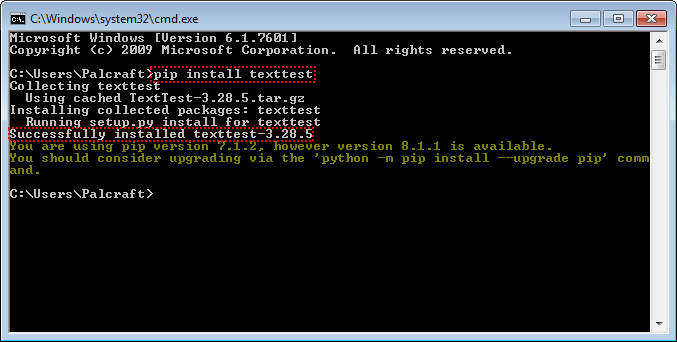 C:\Windows\system32\cmd.exe
Microsoft Windows [Version 6.1.7601]
Copyright (c) 2009 Microsoft Corporation.  All rights reserved.
C:\Users\Palcraft>pip install texttest
Collecting texttest
  Using cached TextTest-3.28.5.tar.gz
Installing collected packages: texttest
  Running setup.py install for texttest
Successfully installed texttest-3.28.5
You are using pip version 7.1.2, however version 8.1.1 is available.
You should consider upgrading via the 'python -m pip install --upgrade pip' comm
and.
C:\Users\Palcraft>